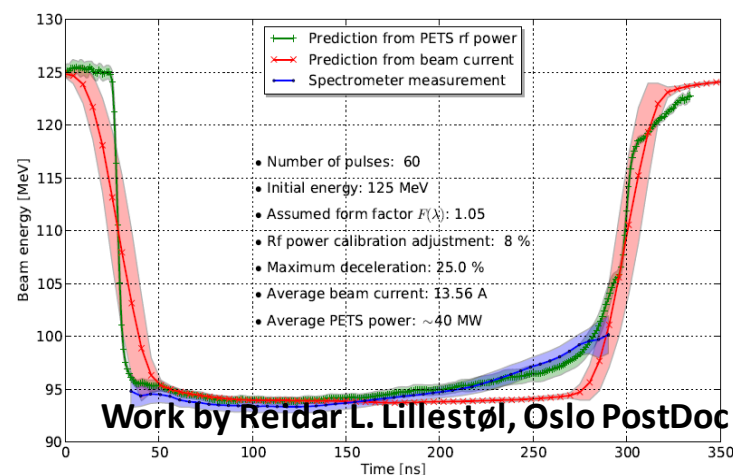 130
125
120
115
110
105
100
95
90
Beam energy [MeV]
Prediction from PETS rf power
Prediction from beam current
Spectrometer measurement
• Number of pulses: 60
• Initial energy: 125 MeV
• Assumed form factor F(λ): 1.05
• Rf power calibration adjustment: 8 %
• Maximum deceleration: 25.0 %
• Average beam current: 13.56 A
• Average PETS power: ~40 MW
Work by Reidar L. Lillestøl, Oslo PostDoc
0 50 100 150 200 250 300 350
Time [ns]